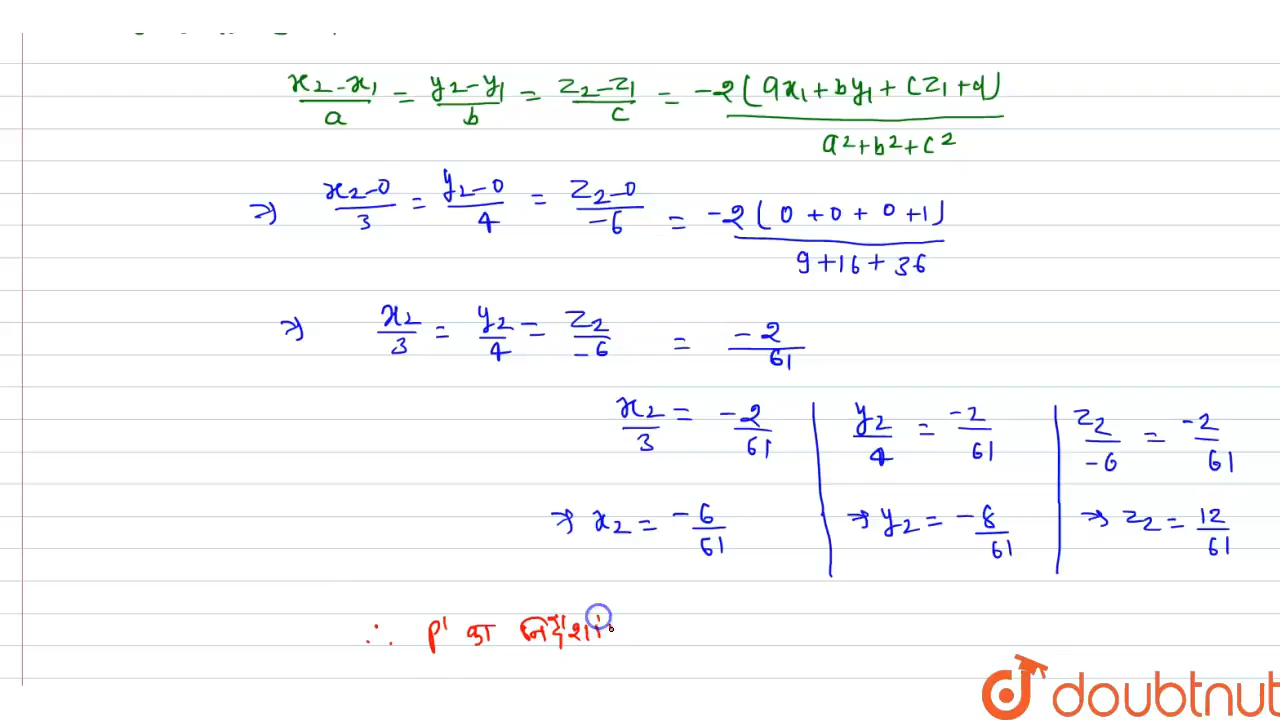 x₂-x₁/a = y₂-y₁/b = z₂-z₁/c = -2(ax₁+by₁+cz₁+d)/a²+b²+c²
⇒ x₂-0/3 = y₂-0/4 = z₂-0/-6 = -2(0+0+0+1)/9+16+36
⇒ x₂/3 = y₂/4 = z₂/-6 = -2/61
x₂/3 = -2/61 | y₂/4 = -2/61 | z₂/-6 = -2/61
⇒ x₂ = -6/61 | ⇒ y₂ = -8/61 | ⇒ z₂ = 12/61
∴ P' का
doubtnut